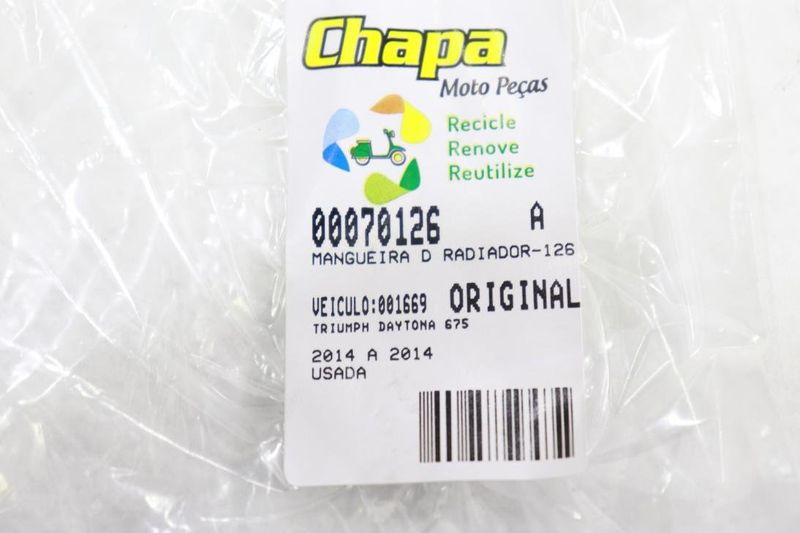 Chapa
Moto Peças
Recicle
Renove
Reutilize
00070126 A
MANGUEIRA D RADIADOR-126
VEICULO:001669 ORIGINAL
TRIUMPH DAYTONA 675
2014 A 2014
USADA